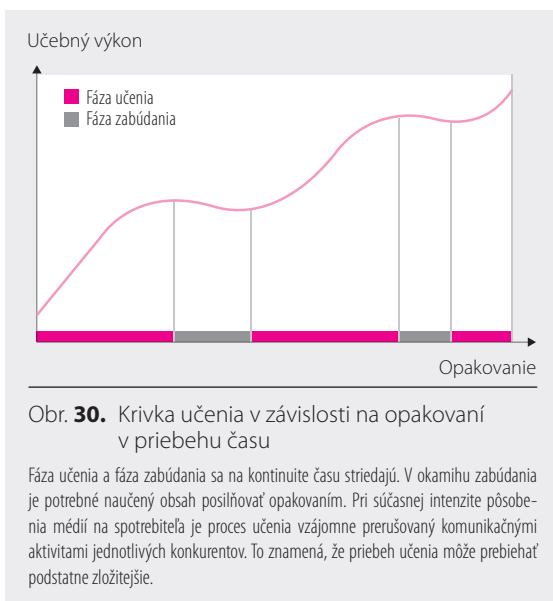 Učebný výkon
Fáza učenia
Fáza zabúdania
Opakovanie
Obr. 30. Krivka učenia v závislosti na opakovaní
v priebehu času
Fáza učenia a fáza zabúdania sa na kontinuite času striedajú. V okamihu zabúdania
je potrebné naučený obsah posilňovať opakovaním. Pri súčasnej intenzite pôsobe-
nia médií na spotrebiteľa je proces učenia vzájomne prerušovaný komunikačnými
aktivitami jednotlivých konkurentov. To znamená, že priebeh učenia môže prebiehať
podstatne zložitejšie.